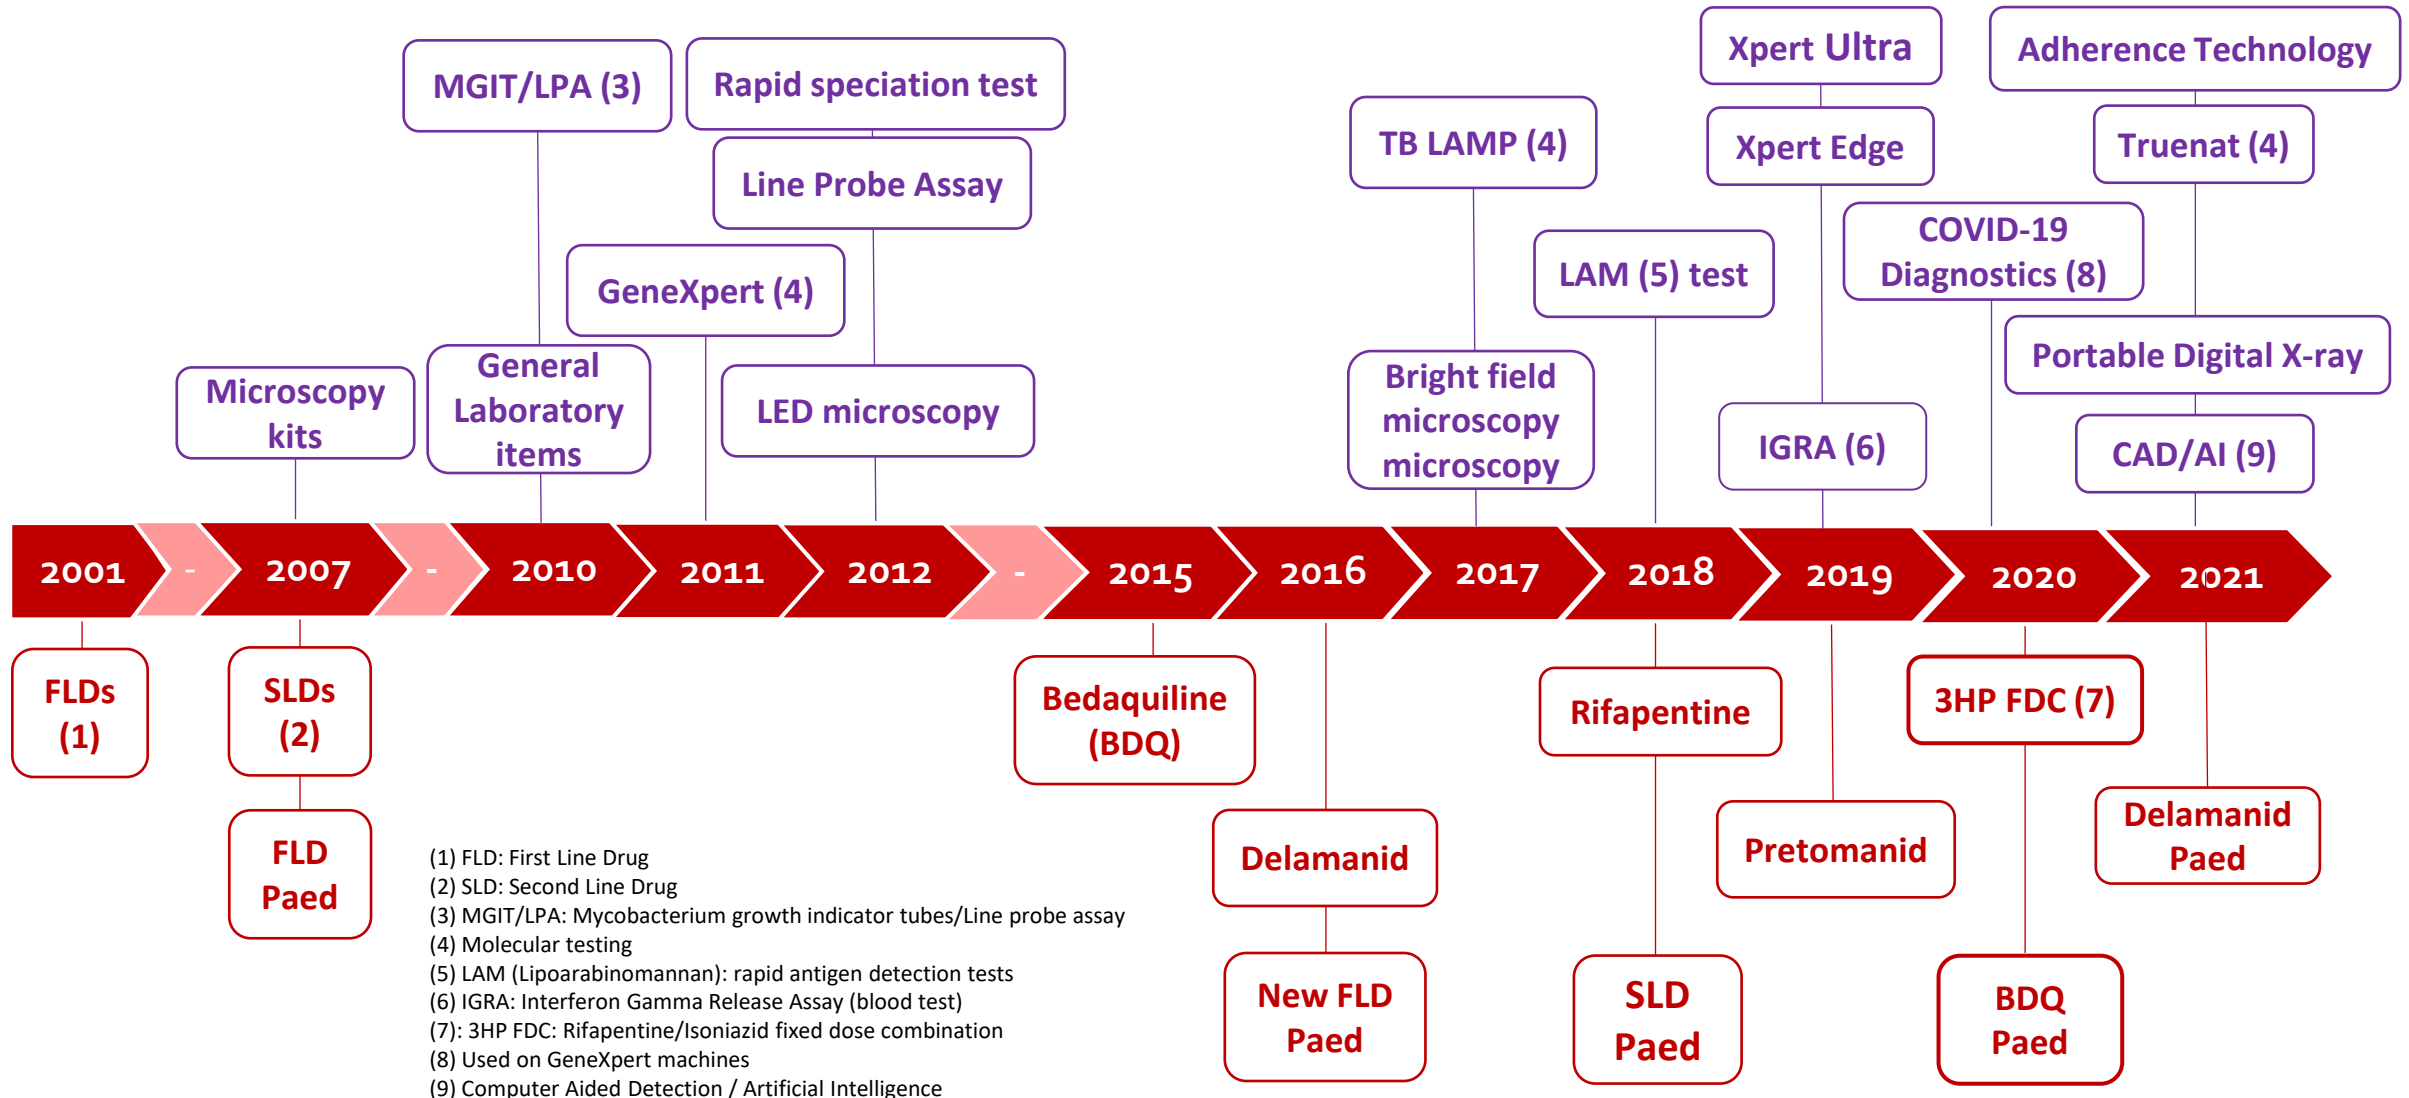 MGIT/LPA (3)
Rapid speciation test
Line Probe Assay
GeneXpert (4)
Microscopy
kits
General
Laboratory
items
LED microscopy
TB LAMP (4)
Bright field
microscopy
microscopy
LAM (5) test
Xpert Ultra
Xpert Edge
IGRA (6)
COVID-19
Diagnostics (8)
Adherence Technology
Truenat (4)
Portable Digital X-ray
CAD/AI (9)
2001
-
2007
-
2010
2011
2012
-
2015
2016
2017
2018
2019
2020
2021
FLDs
(1)
SLDs
(2)
FLD
Paed
Bedaquiline
(BDQ)
Delamanid
New FLD
Paed
Rifapentine
SLD
Paed
Pretomanid
3HP FDC (7)
BDQ
Paed
Delamanid
Paed
(1) FLD: First Line Drug
(2) SLD: Second Line Drug
(3) MGIT/LPA: Mycobacterium growth indicator tubes/Line probe assay
(4) Molecular testing
(5) LAM (Lipoarabinomannan): rapid antigen detection tests
(6) IGRA: Interferon Gamma Release Assay (blood test)
(7): 3HP FDC: Rifapentine/Isoniazid fixed dose combination
(8) Used on GeneXpert machines
(9) Computer Aided Detection / Artificial Intelligence